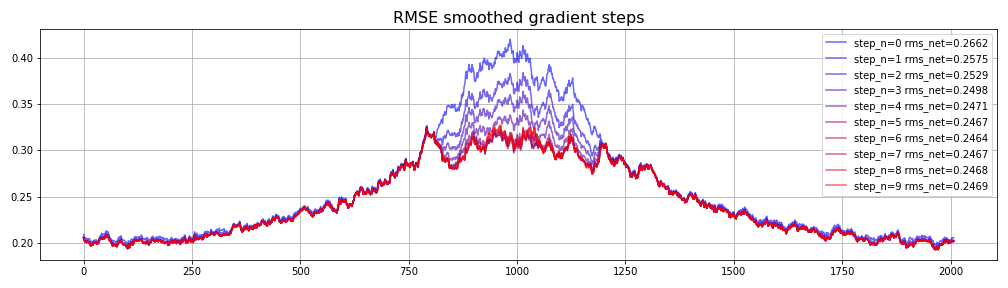 RMSE smoothed gradient steps
0.40
0.35
0.30
0.25
0.20
step_n=0 rms_net=0.2662
step_n=1 rms_net=0.2575
step_n=2 rms_net=0.2529
step_n=3 rms_net=0.2498
step_n=4 rms_net=0.2471
step_n=5 rms_net=0.2467
step_n=6 rms_net=0.2464
step_n=7 rms_net=0.2467
step_n=8 rms_net=0.2468
step_n=9 rms_net=0.2469
0 250 500 750 1000 1250 1500 1750 2000